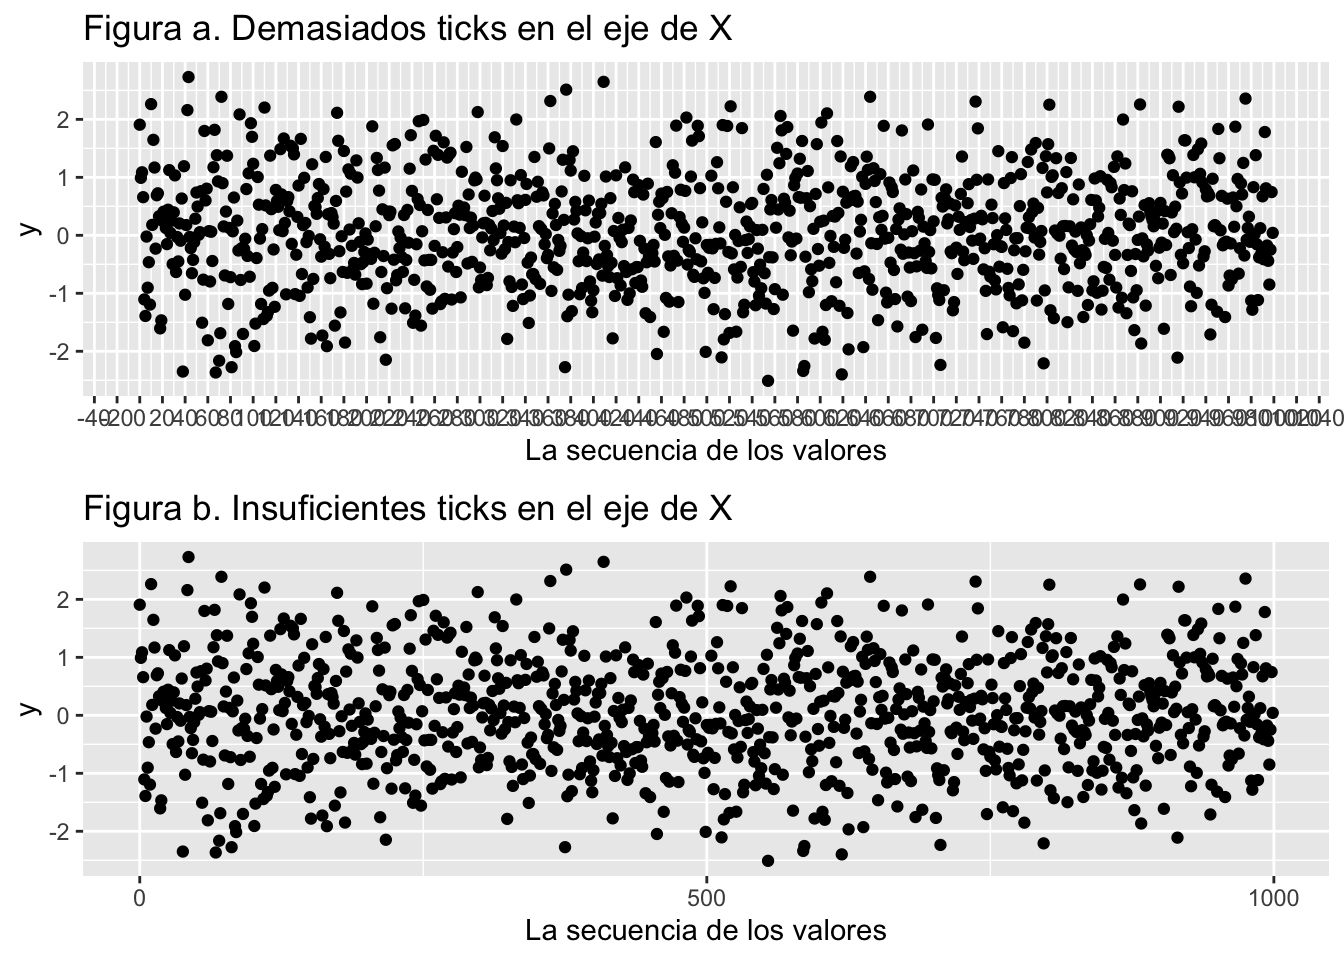 Figura a. Demasiados ticks en el eje de X
2
1
0
-1
-2
y
La secuencia de los valores
Figura b. Insuficientes ticks en el eje de X
2
1
0
-1
-2
y
0 500 1000
La secuencia de los valores